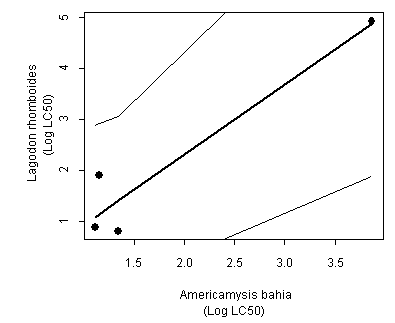 Lagodon rhomboides
(Log LC50)
5
4
3
2
1
1.5 2.0 2.5 3.0 3.5
Americamysis bahia
(Log LC50)